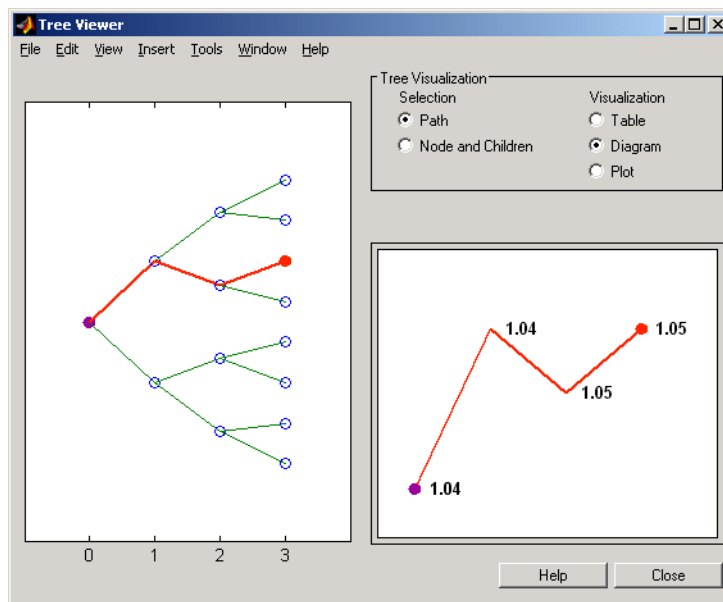 Tree Viewer
File Edit View Insert Tools Window Help
Tree Visualization
Selection Visualization
Path Table
Node and Children Diagram
Plot
1.04 1.05
1.05
1.04
0 1 2 3
Help Close